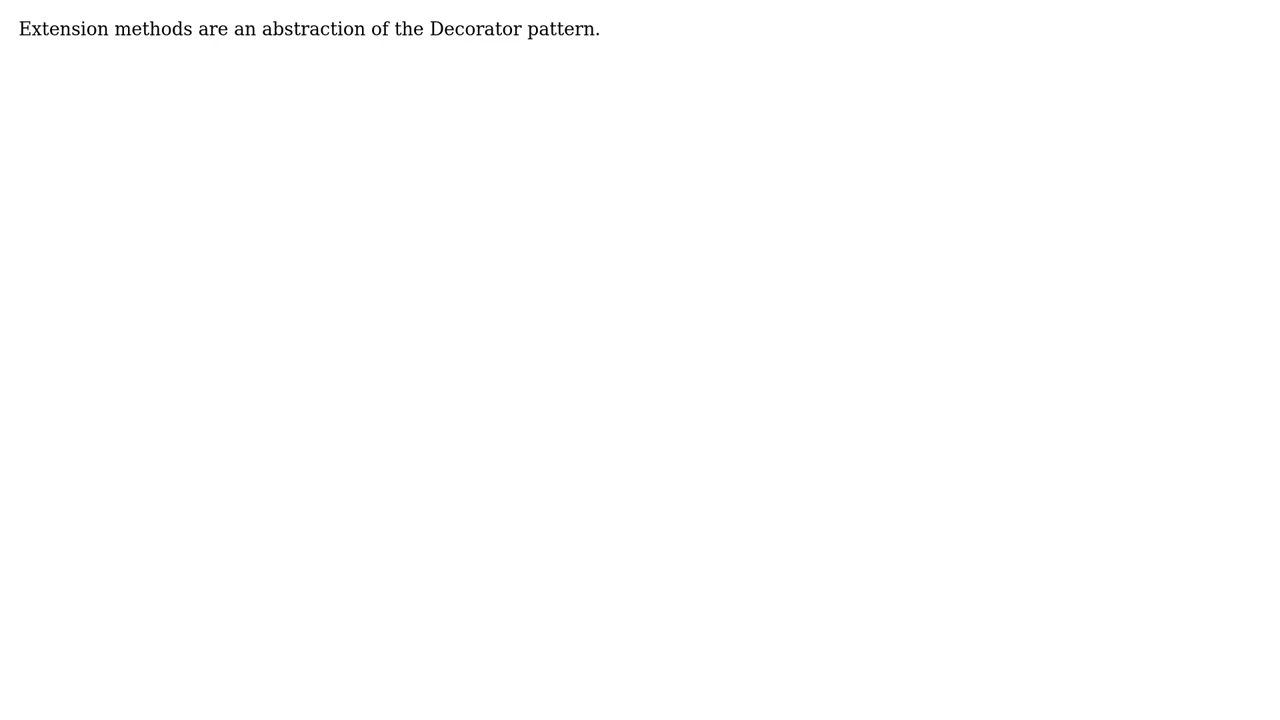 Extension methods are an abstraction of the Decorator pattern.